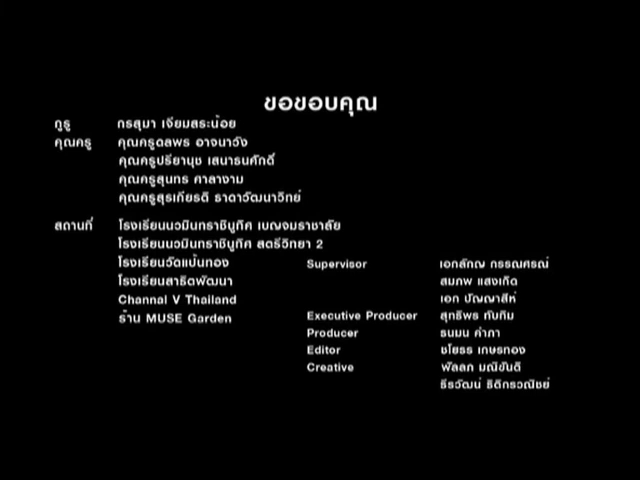 ขอขอบคุณ
กูรู กรสุมา เจียมสระน้อย
คุณครู คุณครูดลพร อาจนาวัง
คุณครูปรียานุช เสนาธนศักดิ์
คุณครูสุนทร ศาลางาม
คุณครูสุรเกียรติ ธาดาวัฒนาวิทย์
สถานที่ โรงเรียนนวมินทราชินูทิศ เบญจมราชาลัย
โรงเรียนนวมินทราชินูทิศ สตรีวิทยา 2
โรงเรียนวัดแป้นทอง
โรงเรียนสาธิตพัฒนา
Channal V Thailand
ร้าน MUSE Garden
Supervisor เอกลักญ กรรณศรณ์
สมภพ แสงเกิด
เอก ปัญญาสีห์
Executive Producer สุทธิพร ทับทิม
Producer ธนมน คำภา
Editor ชโยธร เกษรทอง
Creative พัลลภ มณีขันติ
ธีรวัฒน์ ธิติกรวณิชย์